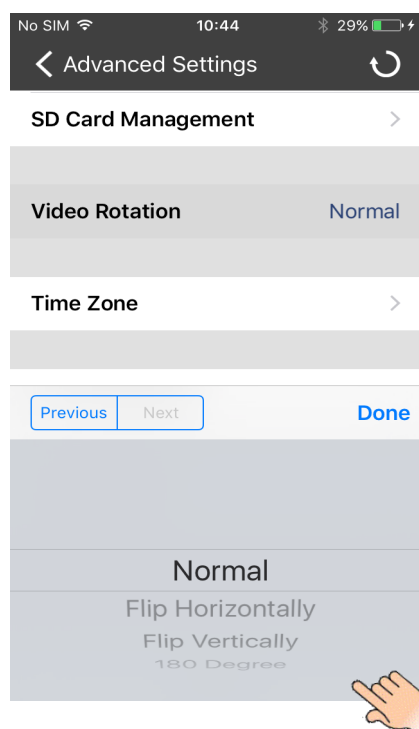 No SIM 10:44 29%
Advanced Settings
SD Card Management
Video Rotation Normal
Time Zone
Previous Next Done
Normal
Flip Horizontally
Flip Vertically
180 Degree